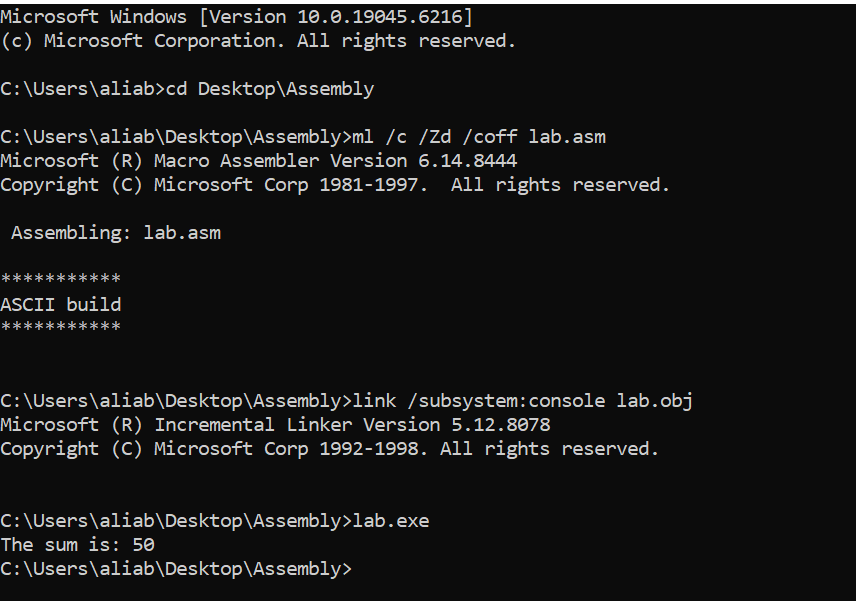 Microsoft Windows [Version 10.0.19045.6216]
(c) Microsoft Corporation. All rights reserved.
C:\Users\aliab>cd Desktop\Assembly
C:\Users\aliab\Desktop\Assembly>ml /c /Zd /coff lab.asm
Microsoft (R) Macro Assembler Version 6.14.8444
Copyright (C) Microsoft Corp 1981-1997.  All rights reserved.
 Assembling: lab.asm
***********
ASCII build
***********
C:\Users\aliab\Desktop\Assembly>link /subsystem:console lab.obj
Microsoft (R) Incremental Linker Version 5.12.8078
Copyright (C) Microsoft Corp 1992-1998. All rights reserved.
C:\Users\aliab\Desktop\Assembly>lab.exe
The sum is: 50
C:\Users\aliab\Desktop\Assembly>